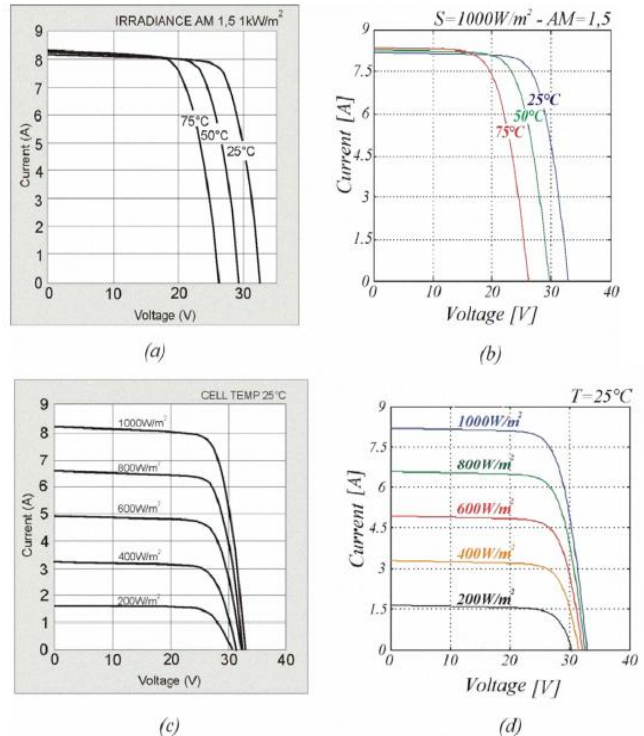 IRRADIANCE AM 1,5 1kW/m²
9
8
7
6
5
4
3
2
1
0
Current (A)
75°C
50°C
25°C
0 10 20 30
Voltage (V)
(a)
S=1000W/m² - AM=1,5
9
7.5
6
4.5
3
1.5
0
Current [A]
25°C
50°C
75°C
0 10 20 30 40
Voltage [V]
(b)
CELL TEMP 25°C
9
8
7
6
5
4
3
2
1
0
Current (A)
1000W/m²
800W/m²
600W/m²
400W/m²
200W/m²
0 10 20 30 40
Voltage (V)
(c)
T=25°C
9
7.5
6
4.5
3
1.5
0
Current [A]
1000W/m²
800W/m²
600W/m²
400W/m²
200W/m²
0 10 20 30 40
Voltage [V]
(d)